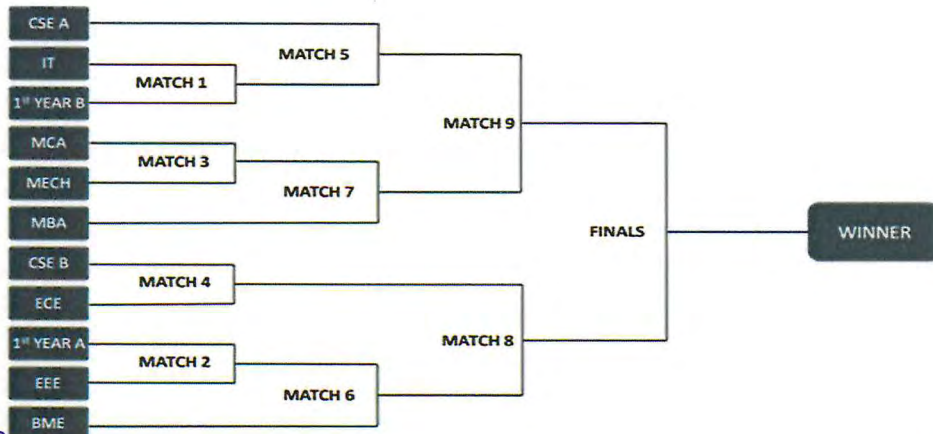 CSE A
IT
1st YEAR B
MCA
MECH
MBA
CSE B
ECE
1st YEAR A
EEE
BME
MATCH 1
MATCH 3
MATCH 4
MATCH 2
MATCH 5
MATCH 7
MATCH 6
MATCH 9
MATCH 8
FINALS
WINNER